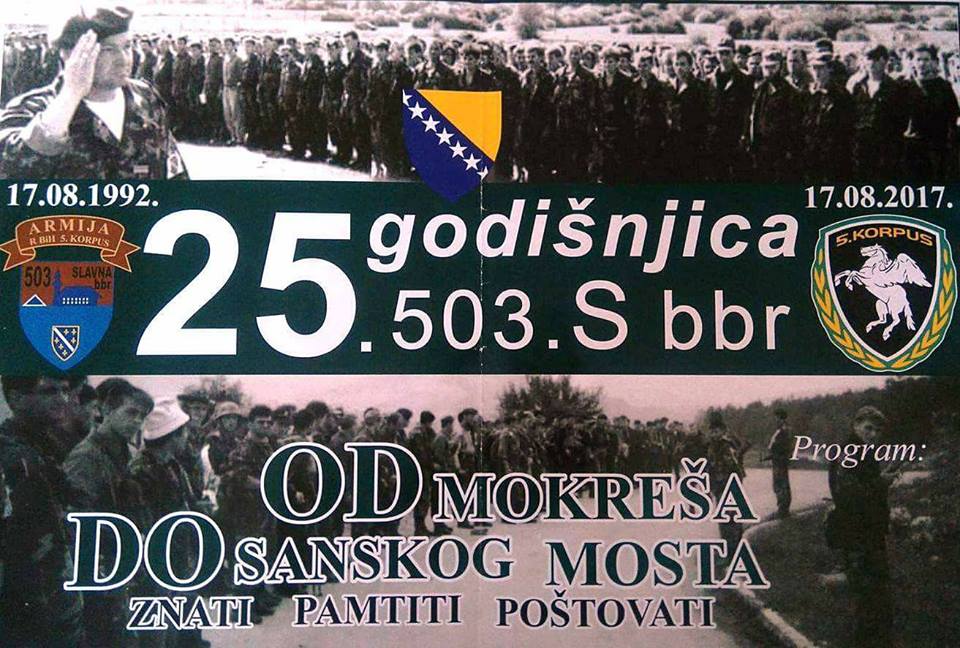 17.08.1992.
17.08.2017.
ARMIJA
R BiH 5. KORPUS
503 SLAVNA
bbr
25. godišnjica
503.S bbr
5.KORPUS
Program:
OD MOKREŠA
DO SANSKOG MOSTA
ZNATI PAMTITI POŠTOVATI